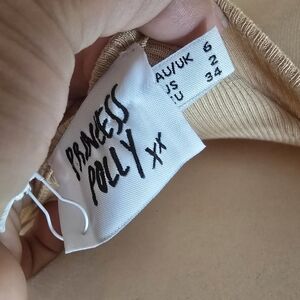 PRINCESS
POLLY xx
AU/UK 6
US 2
EU 34